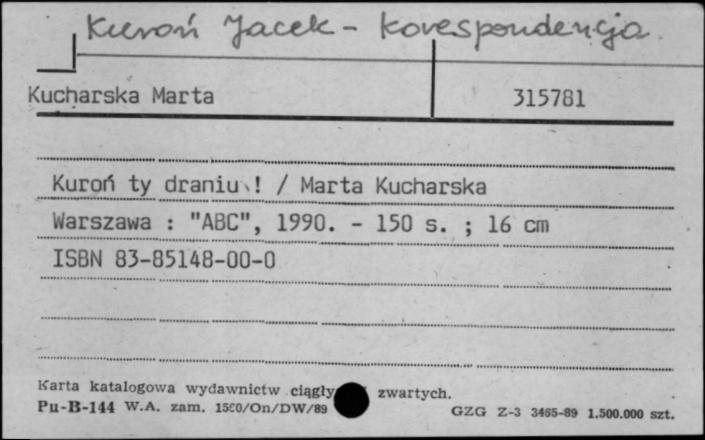 Kuroń Jacek - korespondencja
Kucharska Marta 315781
Kuroń ty draniu ! / Marta Kucharska
Warszawa : "ABC", 1990. - 150 s. ; 16 cm
ISBN 83-85148-00-0
Karta katalogowa wydawnictw ciągły zwartych.
Pu-B-144 W.A. zam. 1580/On/DW/89 GZG Z-3 3465-89 1.500.000 szt.